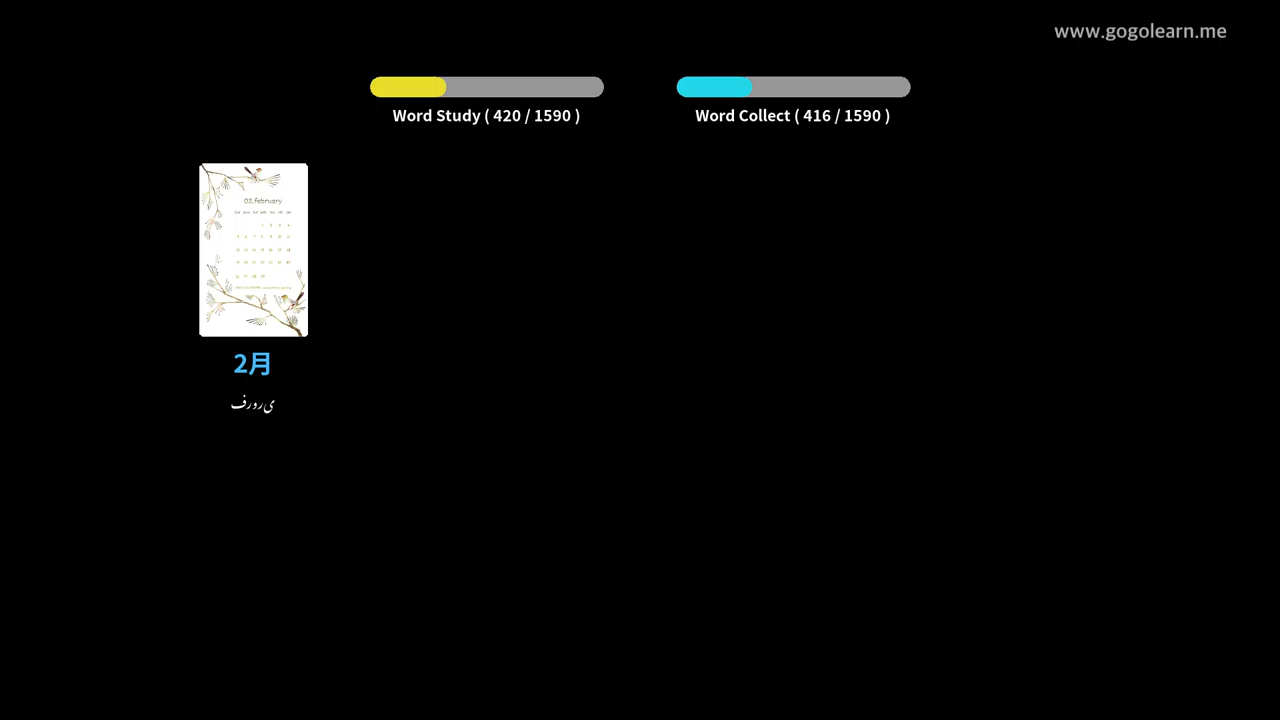 www.gogolearn.me
Word Study ( 420 / 1590 )
Word Collect ( 416 / 1590 )
02.february
2月
فروری